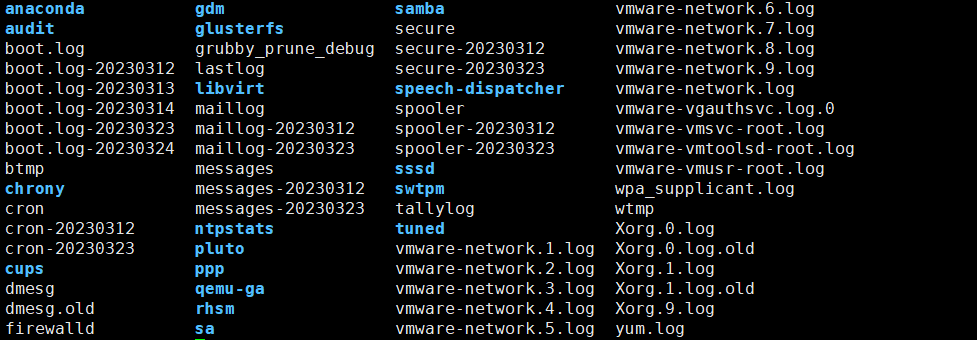 anaconda gdm samba vmware-network.6.log
audit glusterfs secure vmware-network.7.log
boot.log grubby_prune_debug secure-20230312 vmware-network.8.log
boot.log-20230312 lastlog secure-20230323 vmware-network.9.log
boot.log-20230313 libvirt speech-dispatcher vmware-network.log
boot.log-20230314 maillog spooler vmware-vgauthsvc.log.0
boot.log-20230323 maillog-20230312 spooler-20230312 vmware-vmsvc-root.log
boot.log-20230324 maillog-20230323 spooler-20230323 vmware-vmtoolsd-root.log
btmp messages sssd vmware-vmusr-root.log
chrony messages-20230312 swtpm wpa_supplicant.log
cron messages-20230323 tallylog wtmp
cron-20230312 ntpstats tuned Xorg.0.log
cron-20230323 pluto vmware-network.1.log Xorg.0.log.old
cups ppp vmware-network.2.log Xorg.1.log
dmesg qemu-ga vmware-network.3.log Xorg.1.log.old
dmesg.old rhsm vmware-network.4.log Xorg.9.log
firewalld sa vmware-network.5.log yum.log